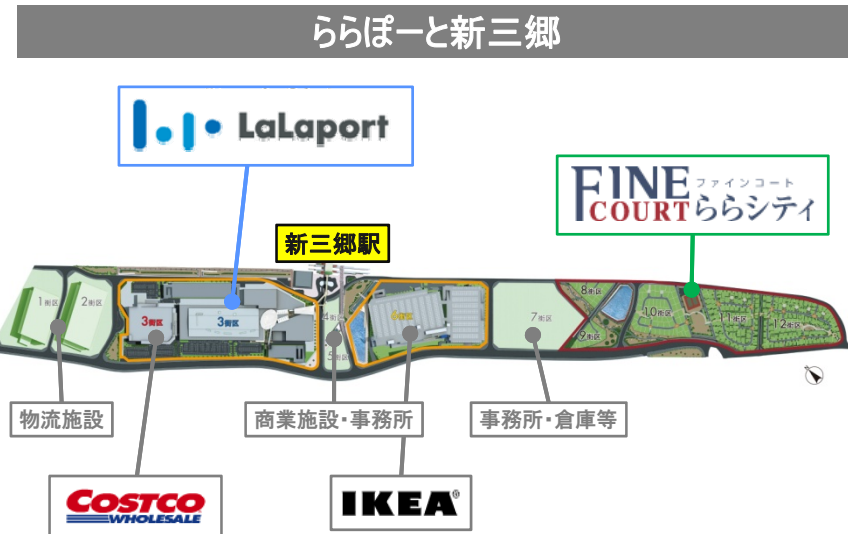 ららぽーと新三郷
LaLaport
FINE
COURT
ファインコート
ららシティ
新三郷駅
1街区
2街区
3街区
3街区
4街区
5街区
6街区
7街区
8街区
9街区
10街区
11街区
12街区
物流施設
商業施設・事務所
事務所・倉庫等
COSTCO
WHOLESALE
IKEA®